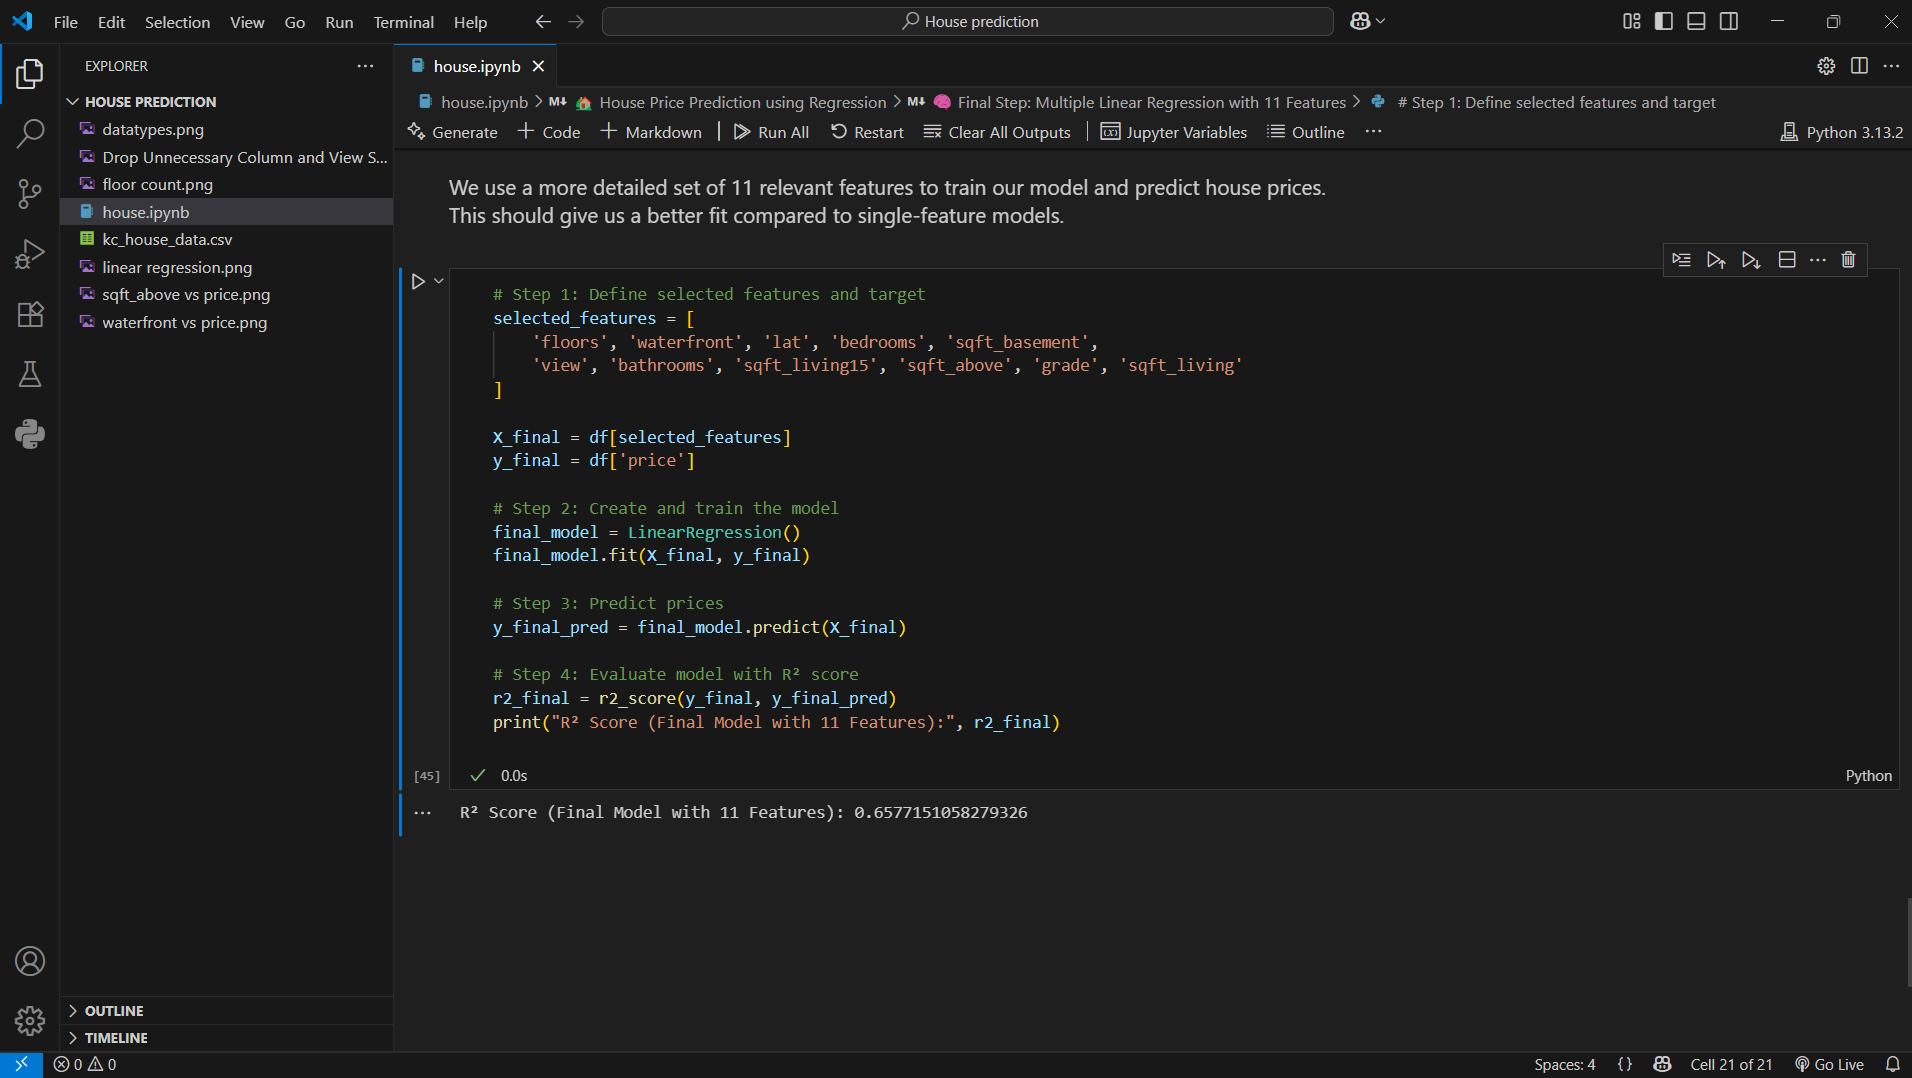 File Edit Selection View Go Run Terminal Help
House prediction
EXPLORER
HOUSE PREDICTION
datatypes.png
Drop Unnecessary Column and View S...
floor count.png
house.ipynb
kc_house_data.csv
linear regression.png
sqft_above vs price.png
waterfront vs price.png
OUTLINE
TIMELINE
house.ipynb
house.ipynb > M↓ 🏠 House Price Prediction using Regression > M↓ 🧠 Final Step: Multiple Linear Regression with 11 Features > # Step 1: Define selected features and target
Generate + Code + Markdown | Run All Restart Clear All Outputs | Jupyter Variables Outline ···
Python 3.13.2
We use a more detailed set of 11 relevant features to train our model and predict house prices.
This should give us a better fit compared to single-feature models.
# Step 1: Define selected features and target
selected_features = [
    'floors', 'waterfront', 'lat', 'bedrooms', 'sqft_basement',
    'view', 'bathrooms', 'sqft_living15', 'sqft_above', 'grade', 'sqft_living'
]
X_final = df[selected_features]
y_final = df['price']
# Step 2: Create and train the model
final_model = LinearRegression()
final_model.fit(X_final, y_final)
# Step 3: Predict prices
y_final_pred = final_model.predict(X_final)
# Step 4: Evaluate model with R² score
r2_final = r2_score(y_final, y_final_pred)
print("R² Score (Final Model with 11 Features):", r2_final)
[45] ✓ 0.0s
Python
R² Score (Final Model with 11 Features): 0.6577151058279326
0 0
Spaces: 4 {} Cell 21 of 21 Go Live